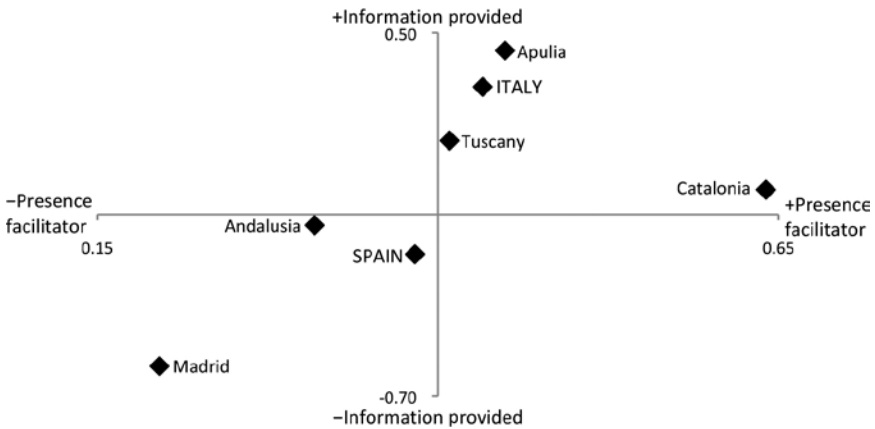 +Information provided
0.50
Apulia
ITALY
Tuscany
Catalonia
−Presence
facilitator
+Presence
facilitator
Andalusia
0.15
0.65
SPAIN
Madrid
-0.70
−Information provided